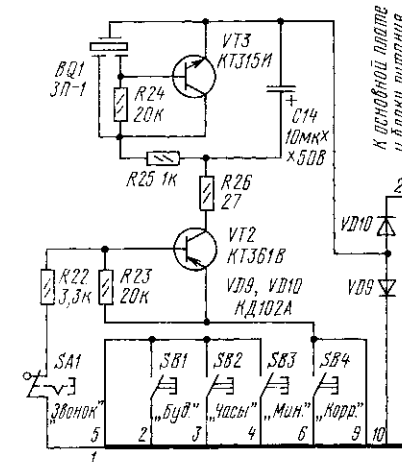 BQ1
ЗП-1
VT3
КТ315И
R24
20к
C14
10мк×
×50В
R25 1к
R26
27
К основной плате
и блоку питания
2
VT2
КТ361В
VD10
R22
3,3к
R23
20к
VD9, VD10
КД102А
VD9
SA1
„Звонок"
SB1
„Буд."
SB2
„Часы"
SB3
„Мин."
SB4
„Корр."
5
2
3
4
6
9
10
1